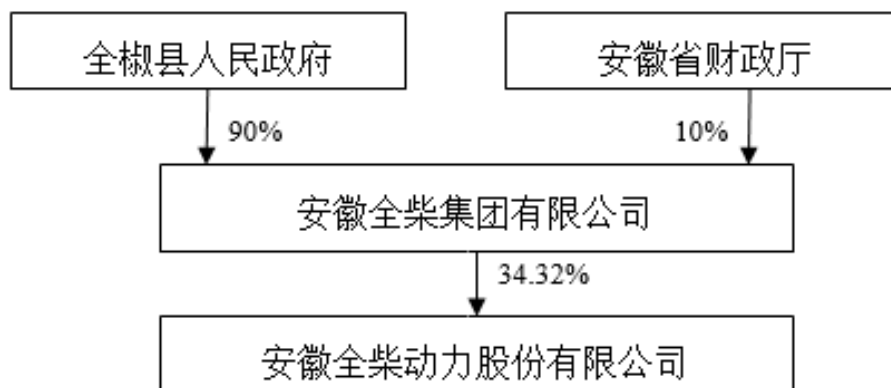 全椒县人民政府
安徽省财政厅
90%
10%
安徽全柴集团有限公司
34.32%
安徽全柴动力股份有限公司